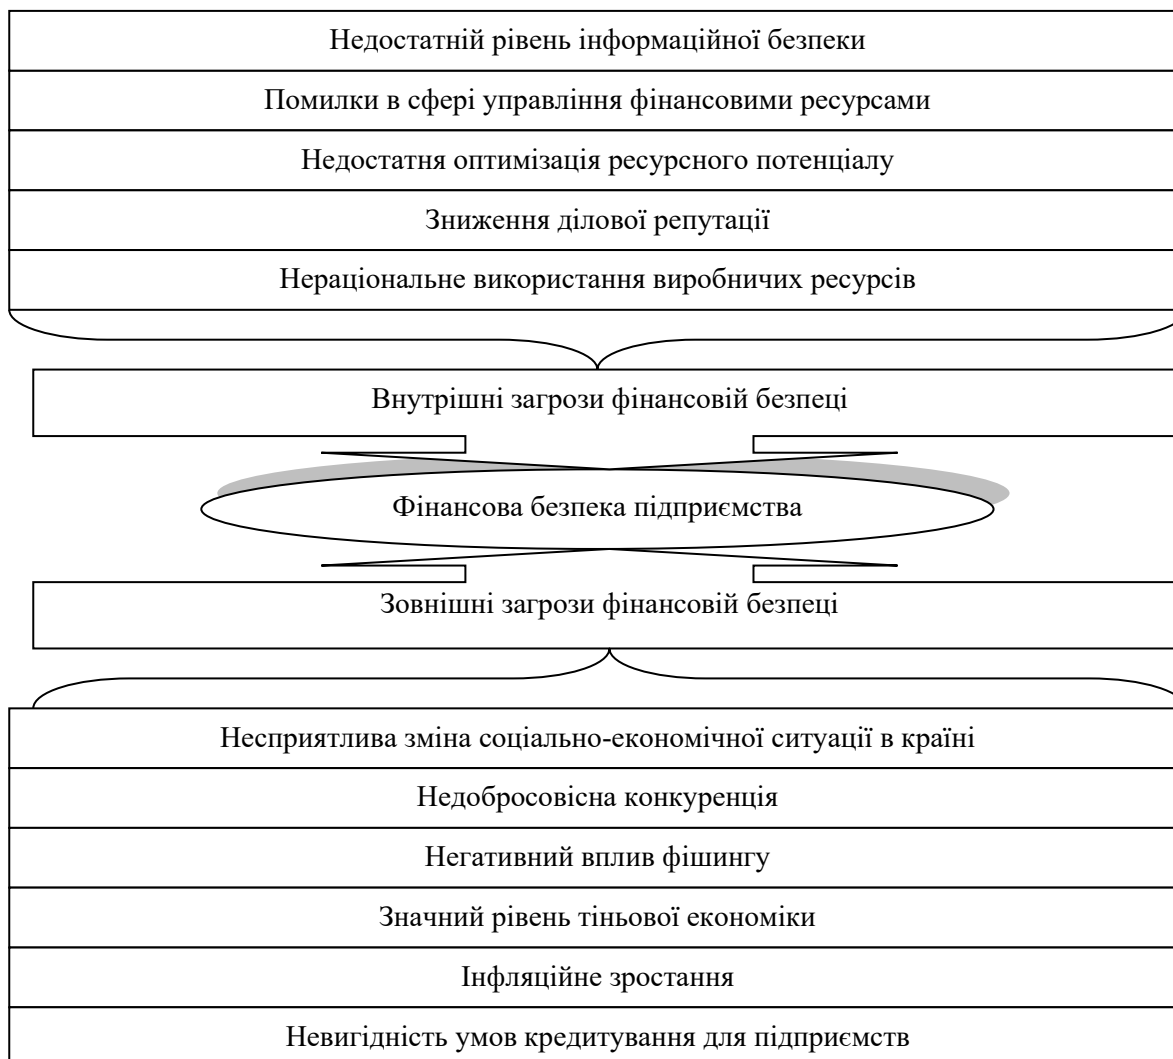 Недостатній рівень інформаційної безпеки
Помилки в сфері управління фінансовими ресурсами
Недостатня оптимізація ресурсного потенціалу
Зниження ділової репутації
Нераціональне використання виробничих ресурсів
Внутрішні загрози фінансовій безпеці
Фінансова безпека підприємства
Зовнішні загрози фінансовій безпеці
Несприятлива зміна соціально-економічної ситуації в країні
Недобросовісна конкуренція
Негативний вплив фішингу
Значний рівень тіньової економіки
Інфляційне зростання
Невигідність умов кредитування для підприємств